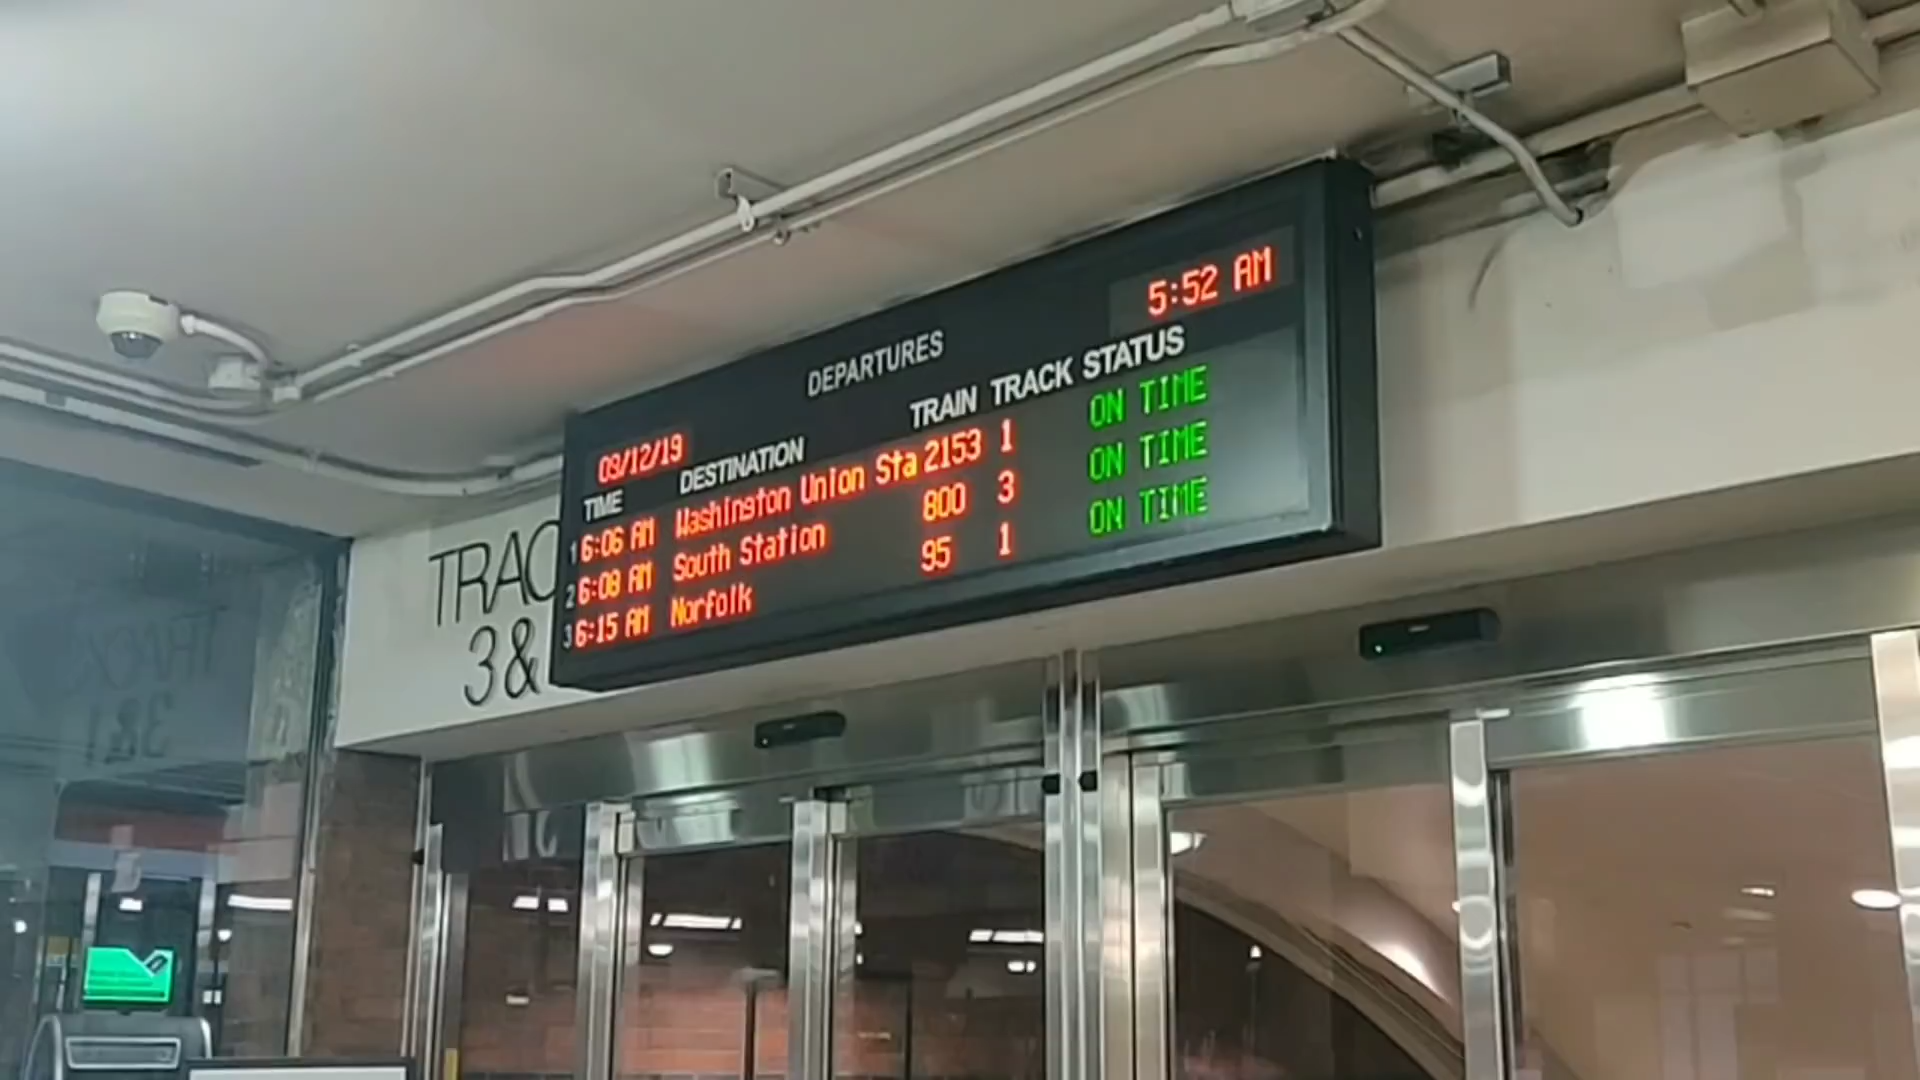 5:52 AM
DEPARTURES
09/12/19
TIME DESTINATION TRAIN TRACK STATUS
1 6:06 AM Washington Union Sta 2153 1 ON TIME
2 6:08 AM South Station 800 3 ON TIME
3 6:15 AM Norfolk 95 1 ON TIME
TRAC
3 &